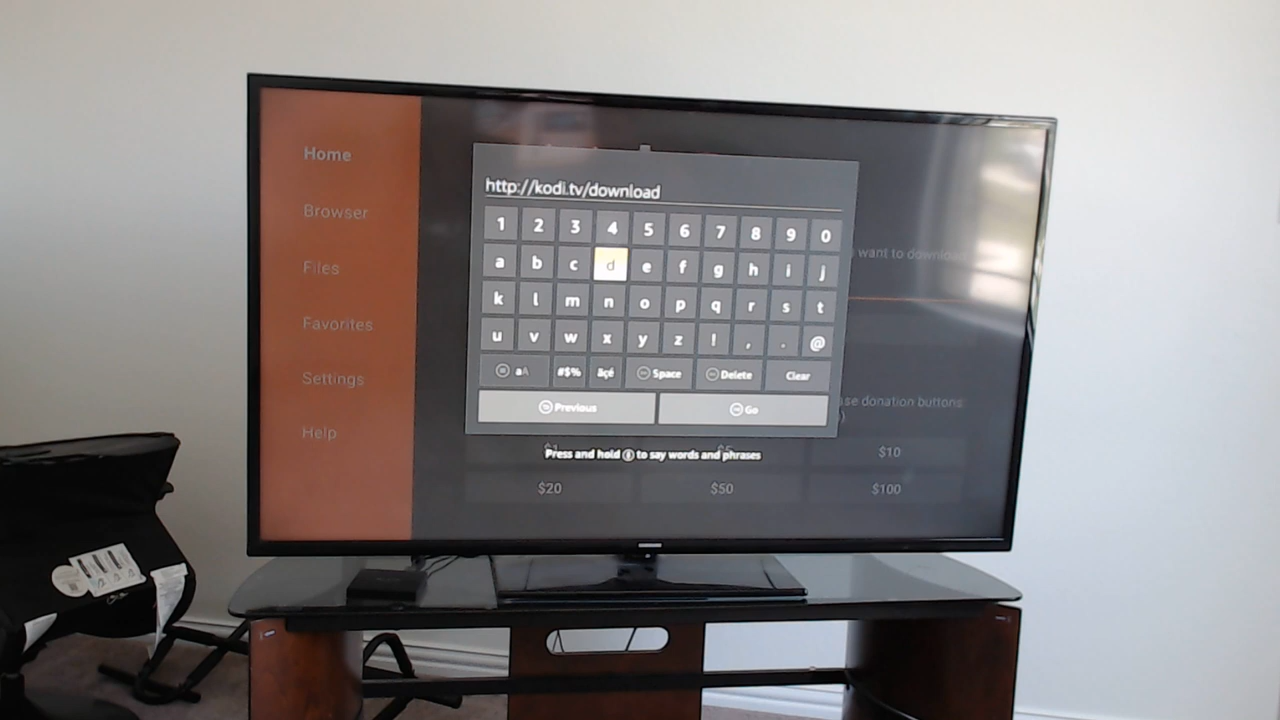 Home
Browser
Files
Favorites
Settings
Help
http://kodi.tv/download
1 2 3 4 5 6 7 8 9 0
a b c d e f g h i j
k l m n o p q r s t
u v w x y z ! , . @
aA #$% äçé Space Delete Clear
Previous Go
Press and hold to say words and phrases
want to download
donation buttons
$1 $5 $10
$20 $50 $100